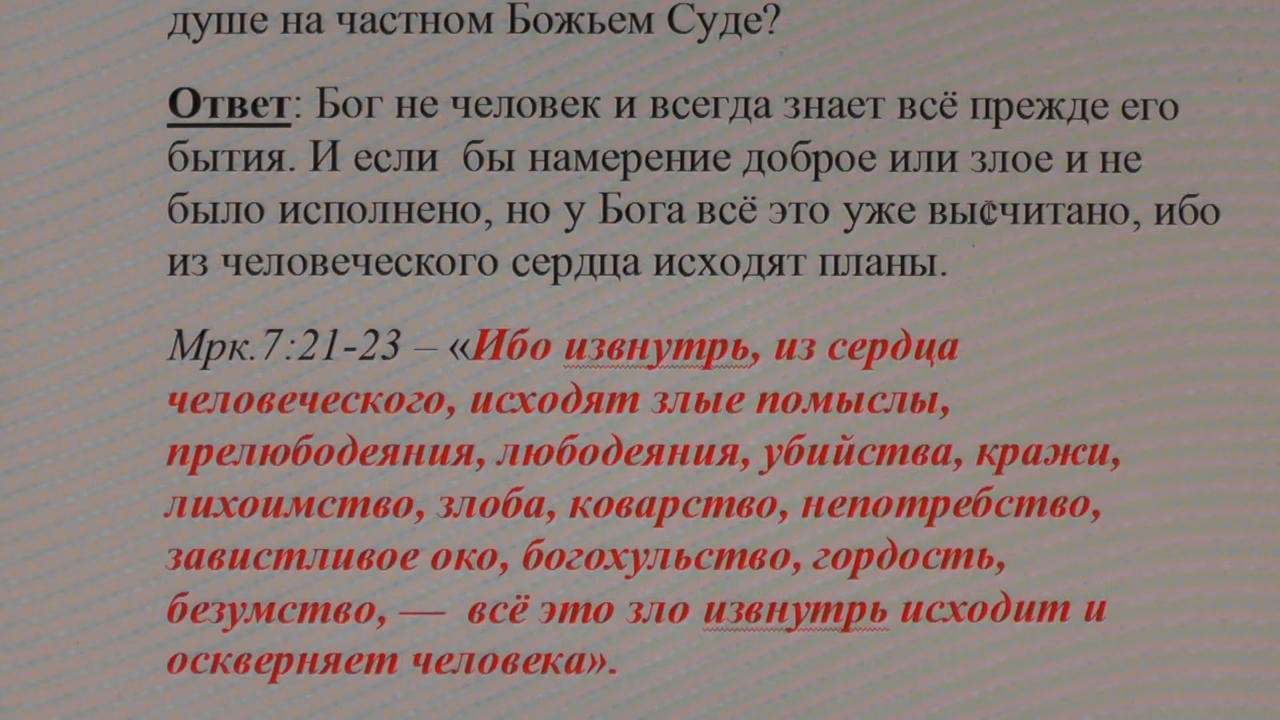 душе на частном Божьем Суде?
Ответ: Бог не человек и всегда знает всё прежде его
бытия. И если бы намерение доброе или злое и не
было исполнено, но у Бога всё это уже высчитано, ибо
из человеческого сердца исходят планы.
Мрк.7:21-23 – «Ибо извнутрь, из сердца
человеческого, исходят злые помыслы,
прелюбодеяния, любодеяния, убийства, кражи,
лихоимство, злоба, коварство, непотребство,
завистливое око, богохульство, гордость,
безумство, — всё это зло извнутрь исходит и
оскверняет человека».